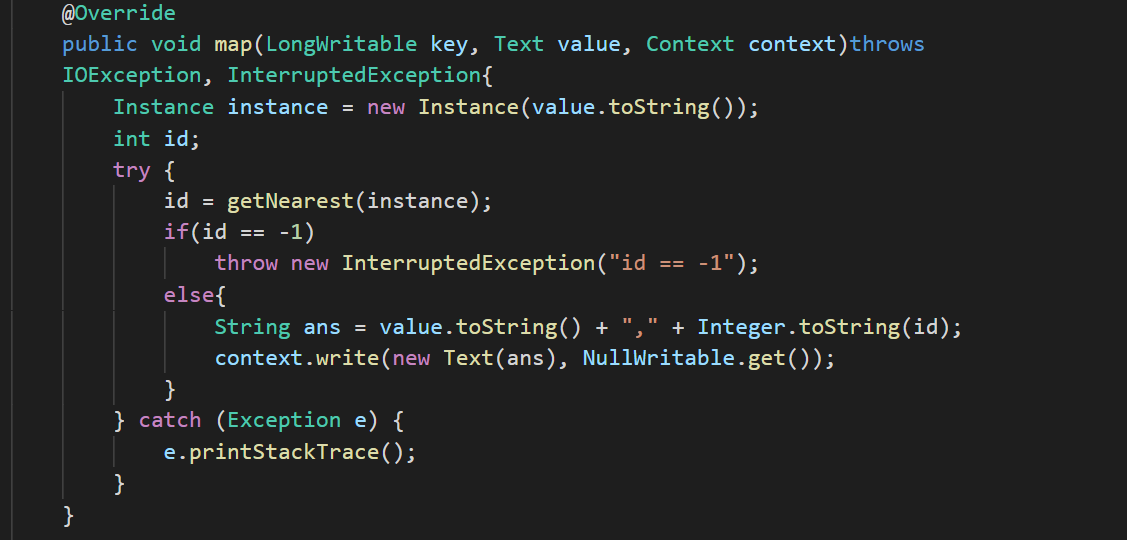 @Override
public void map(LongWritable key, Text value, Context context)throws
IOException, InterruptedException{
    Instance instance = new Instance(value.toString());
    int id;
    try {
        id = getNearest(instance);
        if(id == -1)
            throw new InterruptedException("id == -1");
        else{
            String ans = value.toString() + "," + Integer.toString(id);
            context.write(new Text(ans), NullWritable.get());
        }
    } catch (Exception e) {
        e.printStackTrace();
    }
}